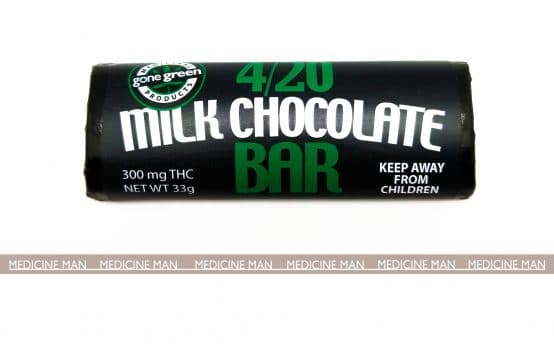 gone green
PRODUCTS
4/20
MILK CHOCOLATE
BAR
300 mg THC
NET WT 33g
KEEP AWAY
FROM
CHILDREN
MEDICINE MAN MEDICINE MAN MEDICINE MAN MEDICINE MAN MEDICINE MAN MEDICINE MAN